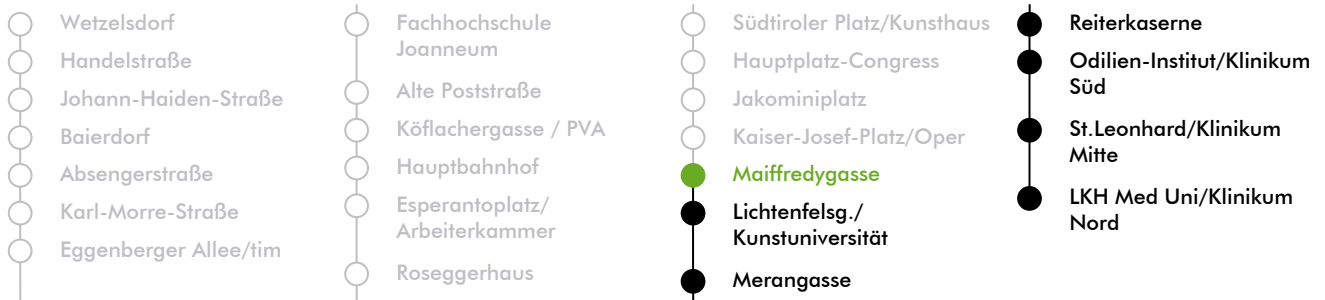 Wetzelsdorf
Handelstraße
Johann-Haiden-Straße
Baierdorf
Absengerstraße
Karl-Morre-Straße
Eggenberger Allee/tim
Fachhochschule
Joanneum
Alte Poststraße
Köflachergasse / PVA
Hauptbahnhof
Esperantoplatz/
Arbeiterkammer
Roseggerhaus
Südtiroler Platz/Kunsthaus
Hauptplatz-Congress
Jakominiplatz
Kaiser-Josef-Platz/Oper
Maiffredygasse
Lichtenfelsg./
Kunstuniversität
Merangasse
Reiterkaserne
Odilien-Institut/Klinikum
Süd
St.Leonhard/Klinikum
Mitte
LKH Med Uni/Klinikum
Nord